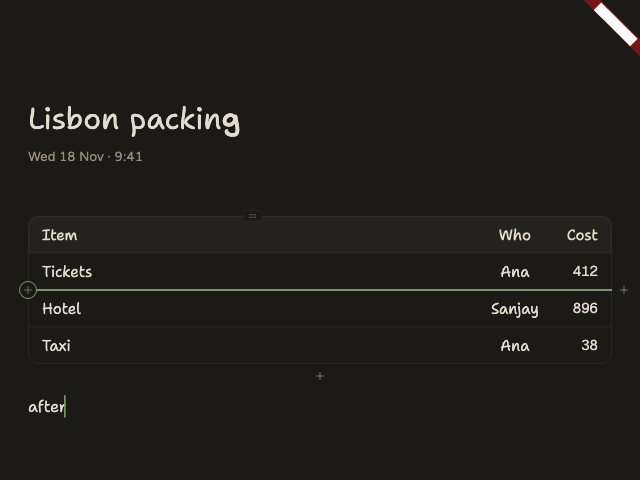 Lisbon packing
Wed 18 Nov · 9:41
Item Who Cost
Tickets Ana 412
Hotel Sanjay 896
Taxi Ana 38
after